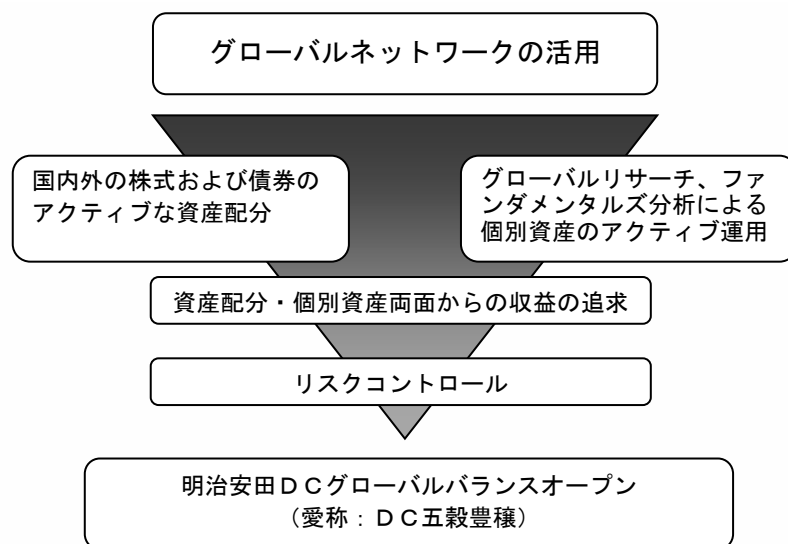 グローバルネットワークの活用
国内外の株式および債券の
アクティブな資産配分
グローバルリサーチ、ファ
ンダメンタルズ分析による
個別資産のアクティブ運用
資産配分・個別資産両面からの収益の追求
リスクコントロール
明治安田ＤＣグローバルバランスオープン
（愛称：ＤＣ五穀豊穣）